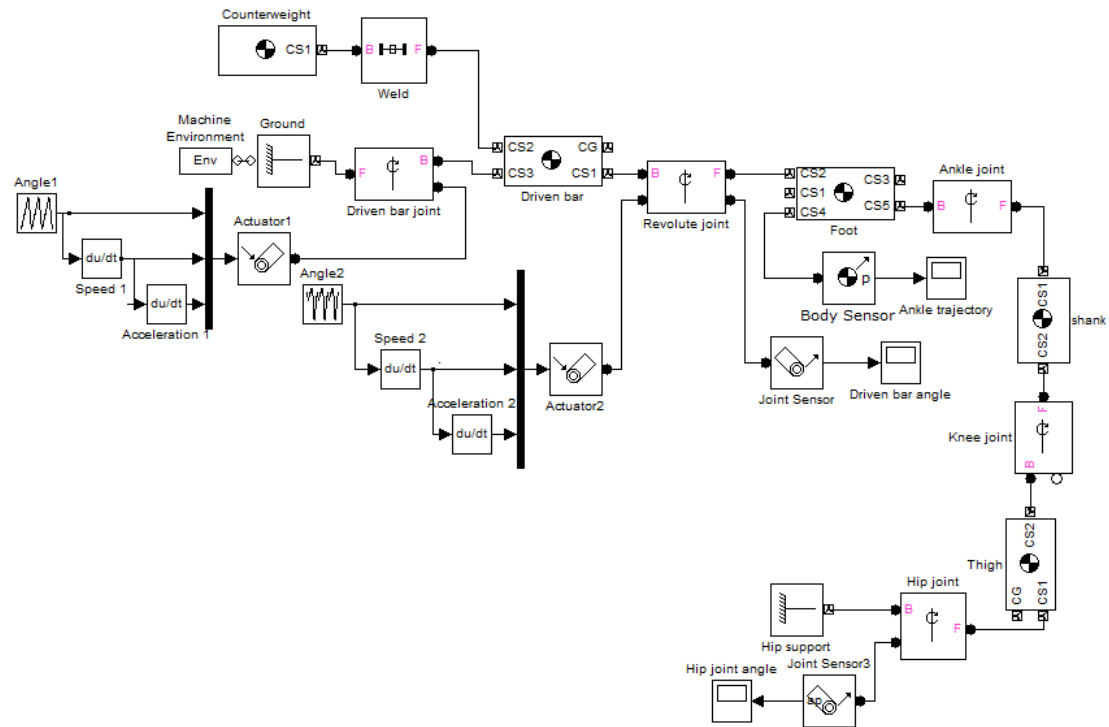 Counterweight
CS1
B
F
Weld
Machine
Environment
Env
Ground
F
B
Driven bar joint
CS2
CG
CS3
CS1
Driven bar
B
F
Revolute joint
CS2
CS3
CS1
CS4
CS5
Foot
Ankle joint
B
F
Angle1
du/dt
Speed 1
du/dt
Acceleration 1
Actuator1
Angle2
Speed 2
du/dt
Acceleration 2
du/dt
Actuator2
p
Body Sensor
Ankle trajectory
Joint Sensor
Driven bar angle
CS1
CS2
shank
F
Knee joint
B
CS2
Thigh
CG
CS1
Hip joint
B
F
Hip support
Joint Sensor3
Hip joint angle
ap